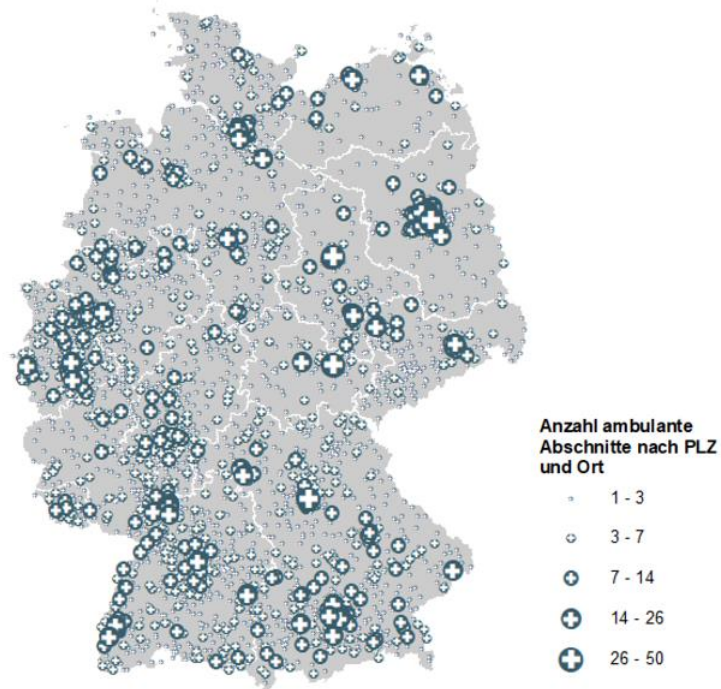 Anzahl ambulante
Abschnitte nach PLZ
und Ort
1 - 3
3 - 7
7 - 14
14 - 26
26 - 50